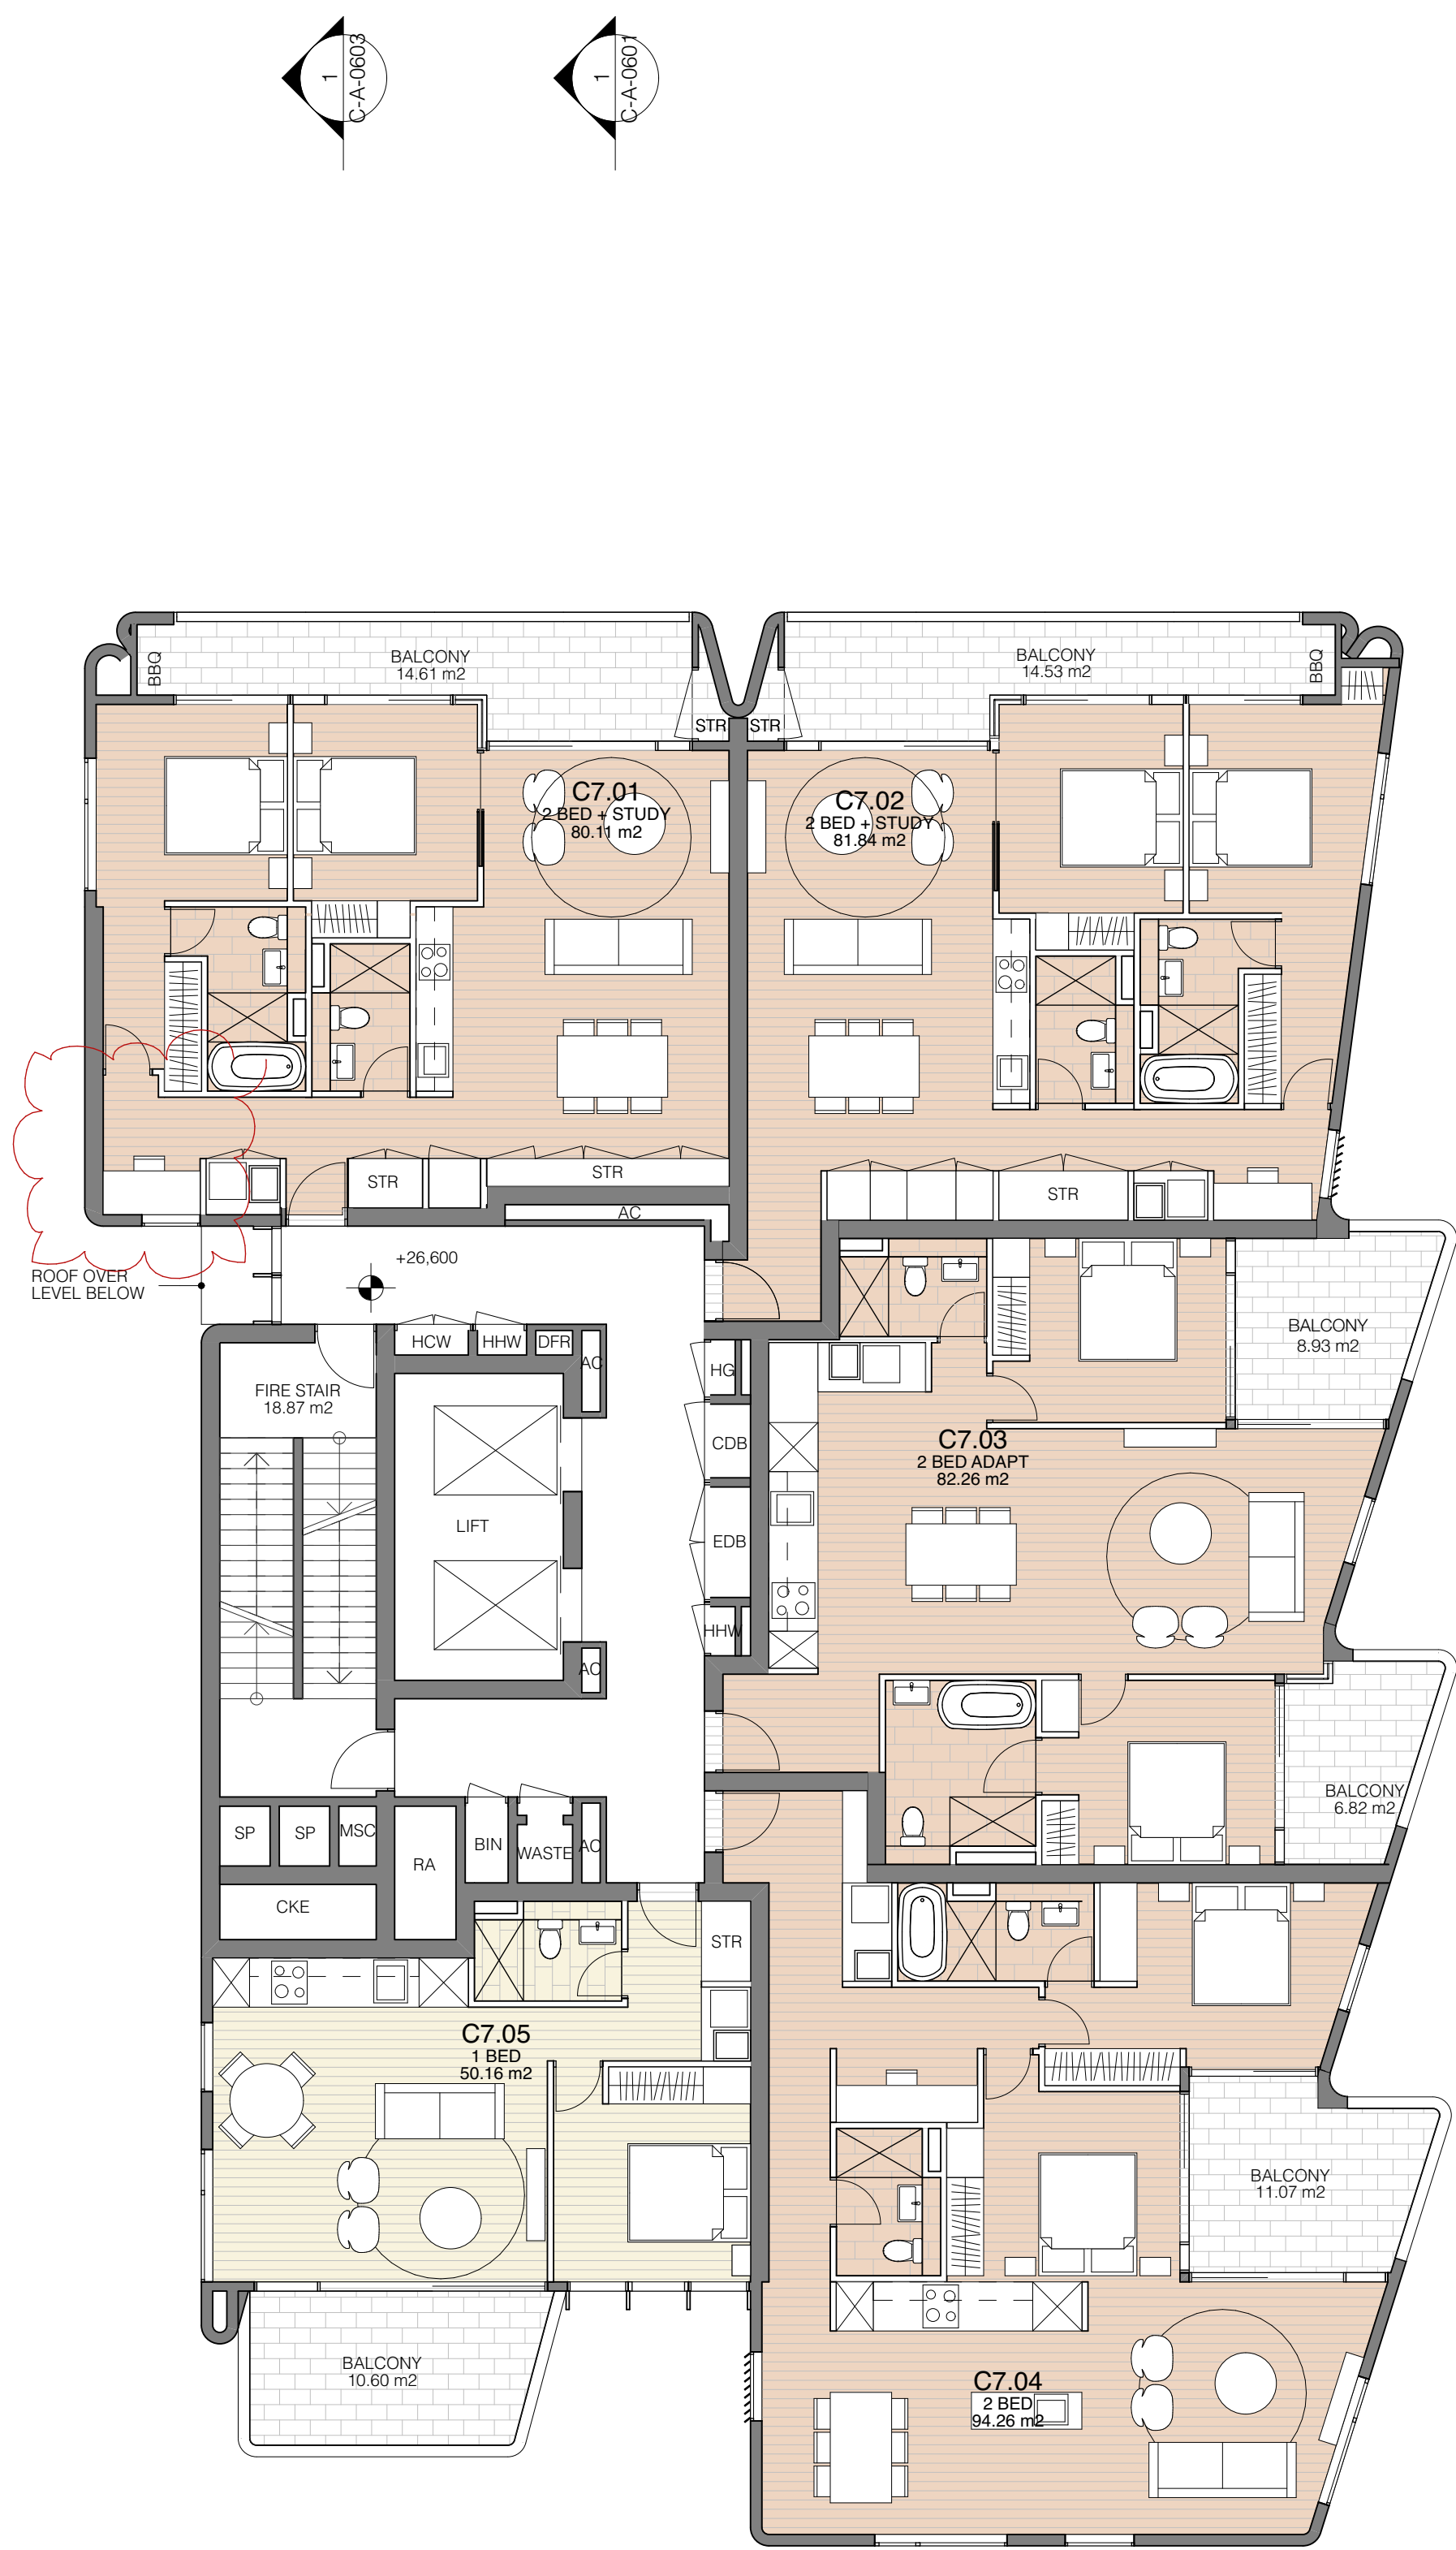 1
C-A-0603
1
C-A-0601
BBQ
BALCONY
14.61 m2
BALCONY
14.53 m2
BBQ
STR
STR
C7.01
2 BED + STUDY
80.11 m2
C7.02
2 BED + STUDY
81.84 m2
STR
STR
STR
AC
+26,600
ROOF OVER
LEVEL BELOW
HCW
HHW
DFR
AC
HG
BALCONY
8.93 m2
FIRE STAIR
18.87 m2
CDB
C7.03
2 BED ADAPT
82.26 m2
LIFT
EDB
HHW
AC
BALCONY
6.82 m2
SP
SP
MSC
RA
BIN
WASTE
AC
CKE
STR
C7.05
1 BED
50.16 m2
BALCONY
11.07 m2
BALCONY
10.60 m2
C7.04
2 BED
94.26 m2